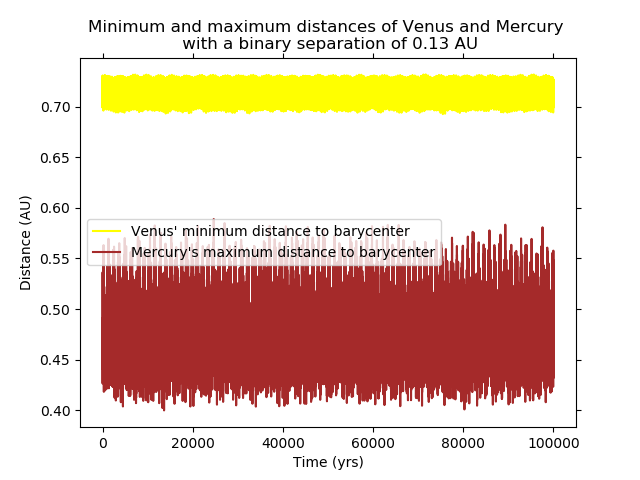 Minimum and maximum distances of Venus and Mercury
with a binary separation of 0.13 AU
0.70
0.65
0.60
0.55
0.50
0.45
0.40
Distance (AU)
Venus' minimum distance to barycenter
Mercury's maximum distance to barycenter
0 20000 40000 60000 80000 100000
Time (yrs)